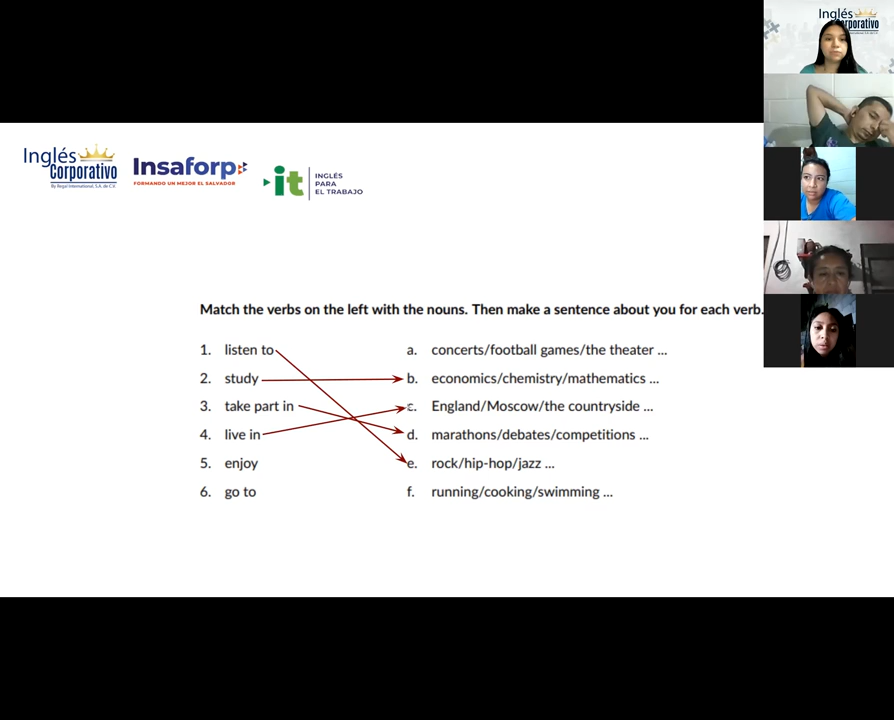 Inglés
Corporativo
By Regal International, S.A. de C.V.
Insaforp
FORMANDO UN MEJOR EL SALVADOR
it
INGLÉS
PARA
EL TRABAJO
Inglés
Corporativo
Match the verbs on the left with the nouns. Then make a sentence about you for each verb.
1. listen to a. concerts/football games/the theater ...
2. study b. economics/chemistry/mathematics ...
3. take part in c. England/Moscow/the countryside ...
4. live in d. marathons/debates/competitions ...
5. enjoy e. rock/hip-hop/jazz ...
6. go to f. running/cooking/swimming ...